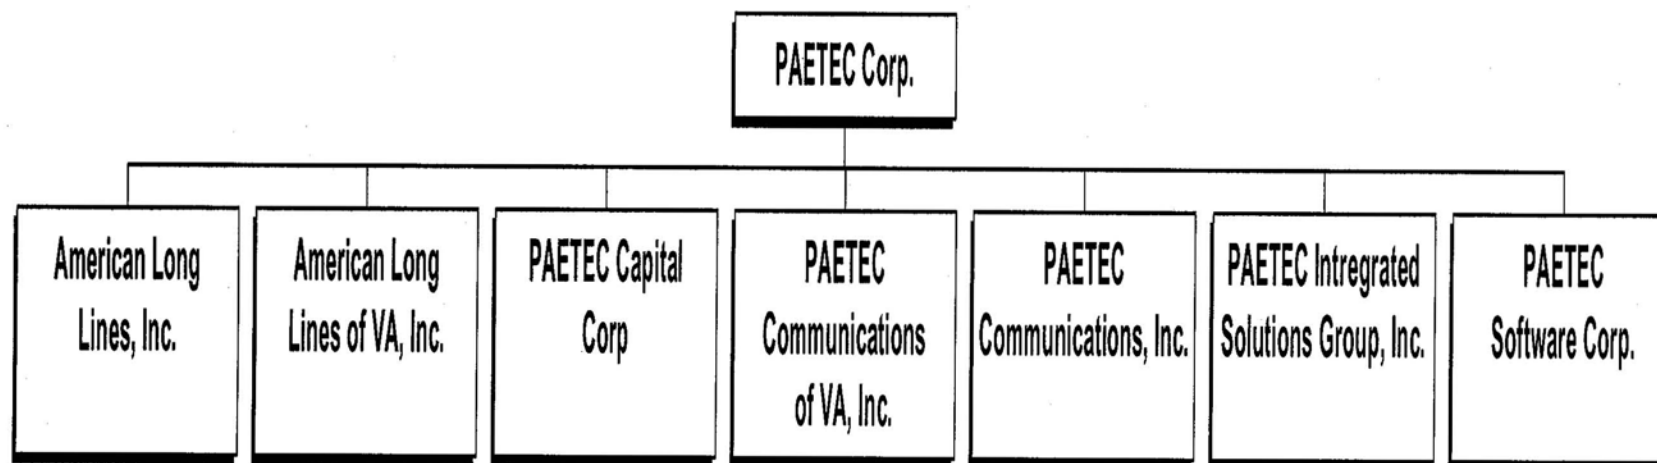 PAETEC Corp.
American Long
Lines, Inc.
American Long
Lines of VA, Inc.
PAETEC Capital
Corp
PAETEC
Communications
of VA, Inc.
PAETEC
Communications, Inc.
PAETEC Intregrated
Solutions Group, Inc.
PAETEC
Software Corp.